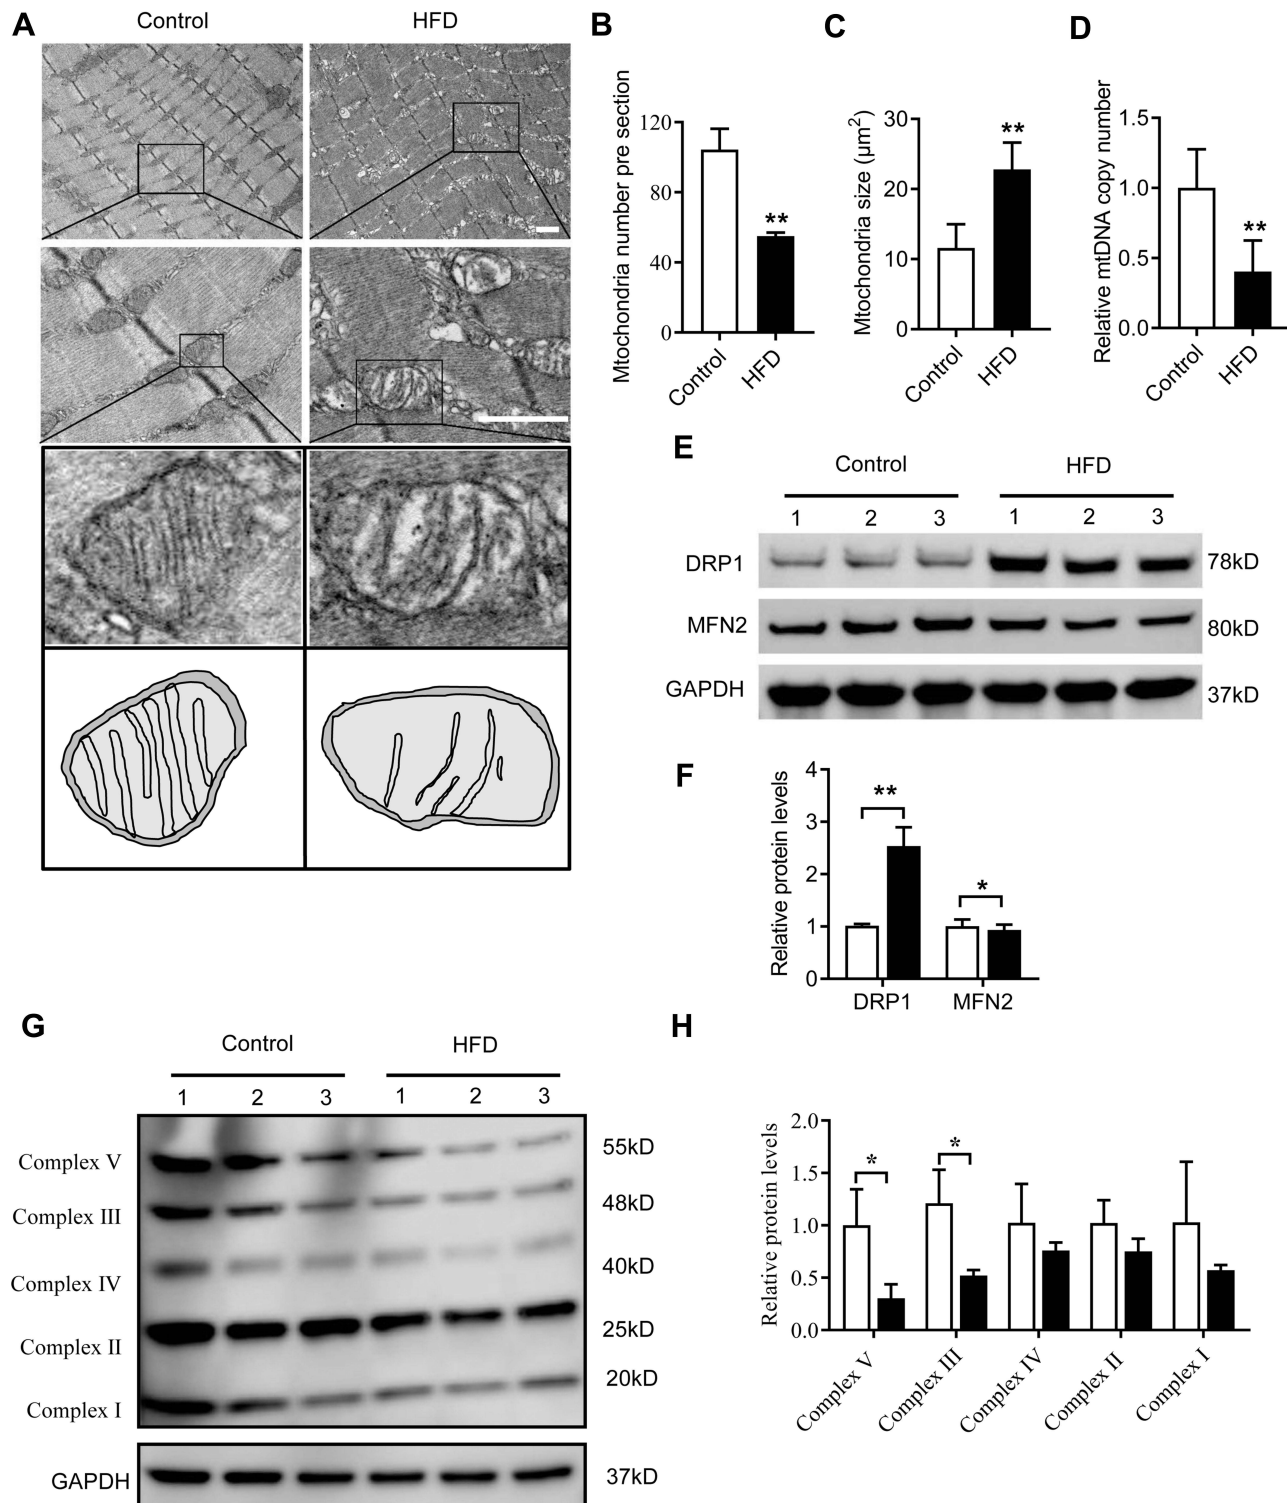 A
Control
HFD
B
Mtochondria number pre section
120
80
40
0
**
Control
HFD
C
Mtochondria size (µm²)
30
20
10
0
**
Control
HFD
D
Relative mtDNA copy number
1.5
1.0
0.5
0.0
**
Control
HFD
E
Control
HFD
1 2 3 1 2 3
DRP1 78kD
MFN2 80kD
GAPDH 37kD
F
Relative protein levels
4
3
2
1
0
**
*
DRP1 MFN2
G
Control HFD
1 2 3 1 2 3
Complex V 55kD
Complex III 48kD
Complex IV 40kD
Complex II 25kD
Complex I 20kD
GAPDH 37kD
H
Relative protein levels
2.0
1.5
1.0
0.5
0.0
*
*
Complex V
Complex III
Complex IV
Complex II
Complex I